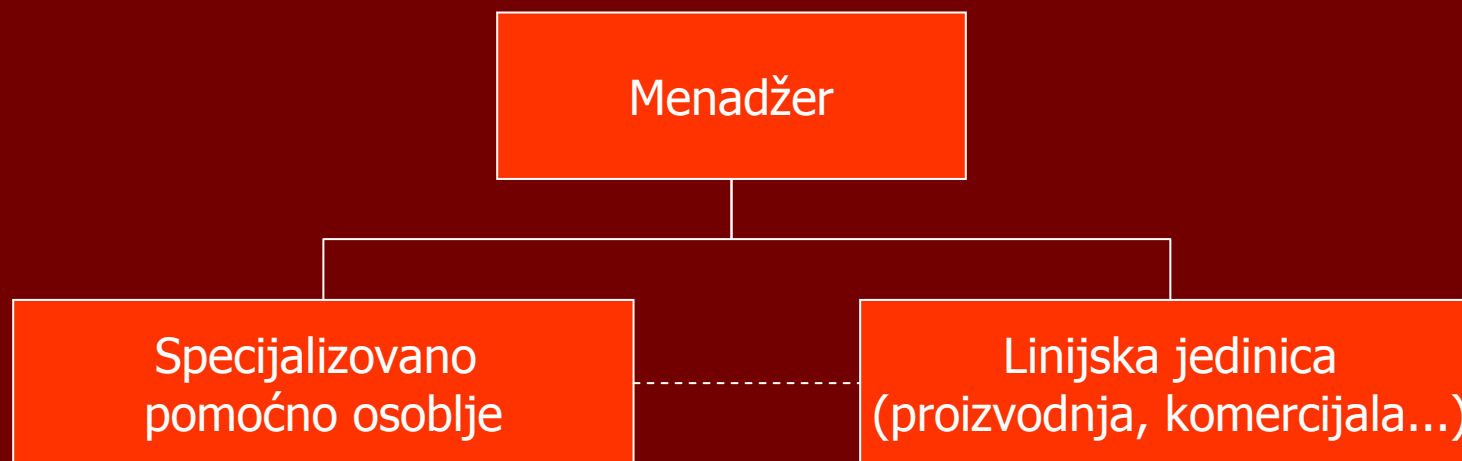 Menadžer
Specijalizovano
pomoćno osoblje
Linijska jedinica
(proizvodnja, komercijala...)